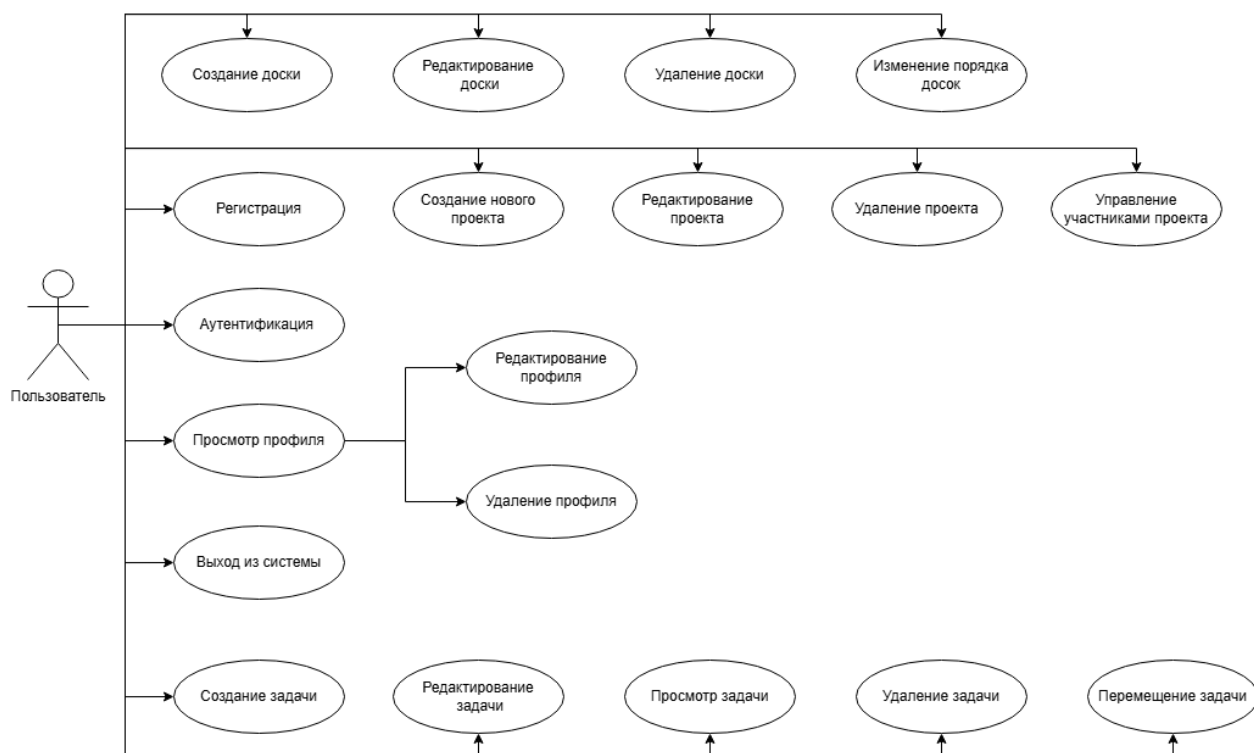 Создание доски
Редактирование
доски
Удаление доски
Изменение порядка
досок
Регистрация
Создание нового
проекта
Редактирование
проекта
Удаление проекта
Управление
участниками проекта
Аутентификация
Пользователь
Редактирование
профиля
Просмотр профиля
Удаление профиля
Выход из системы
Создание задачи
Редактирование
задачи
Просмотр задачи
Удаление задачи
Перемещение задачи